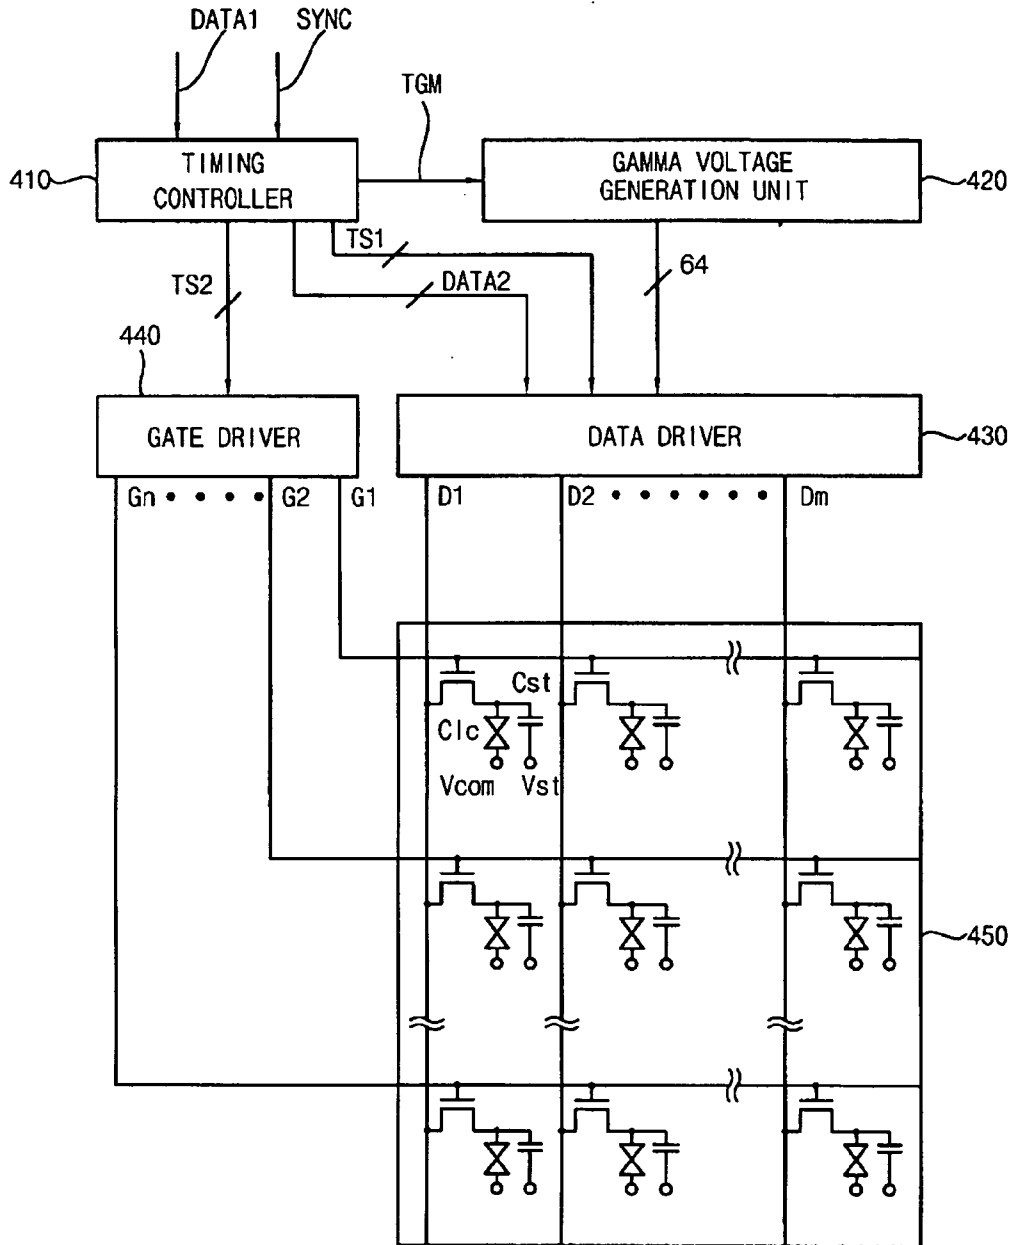 DATA1
SYNC
TGM
TIMING
CONTROLLER
410
GAMMA VOLTAGE
GENERATION UNIT
420
TS1
64
TS2
DATA2
440
GATE DRIVER
DATA DRIVER
430
Gn
G2
G1
D1
D2
Dm
Cst
Clc
Vcom
Vst
450